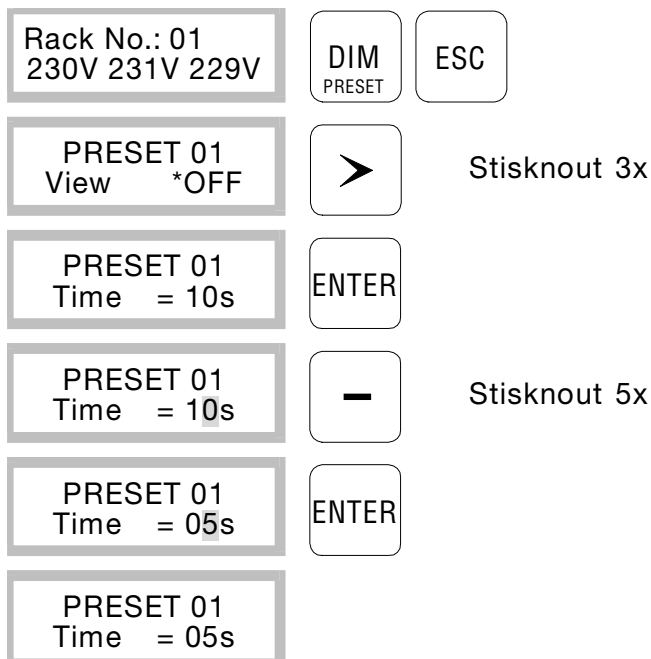 Rack No.: 01
230V 231V 229V
DIM
PRESET
ESC
PRESET 01
View *OFF
>
Stisknout 3x
PRESET 01
Time = 10s
ENTER
PRESET 01
Time = 10s
−
Stisknout 5x
PRESET 01
Time = 05s
ENTER
PRESET 01
Time = 05s